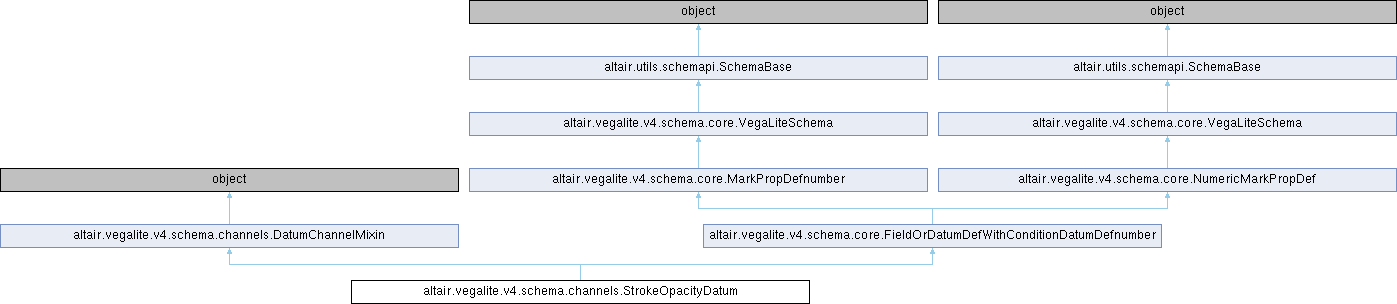 object
object
altair.utils.schemapi.SchemaBase
altair.utils.schemapi.SchemaBase
altair.vegalite.v4.schema.core.VegaLiteSchema
altair.vegalite.v4.schema.core.VegaLiteSchema
object
altair.vegalite.v4.schema.core.MarkPropDefnumber
altair.vegalite.v4.schema.core.NumericMarkPropDef
altair.vegalite.v4.schema.channels.DatumChannelMixin
altair.vegalite.v4.schema.core.FieldOrDatumDefWithConditionDatumDefnumber
altair.vegalite.v4.schema.channels.StrokeOpacityDatum